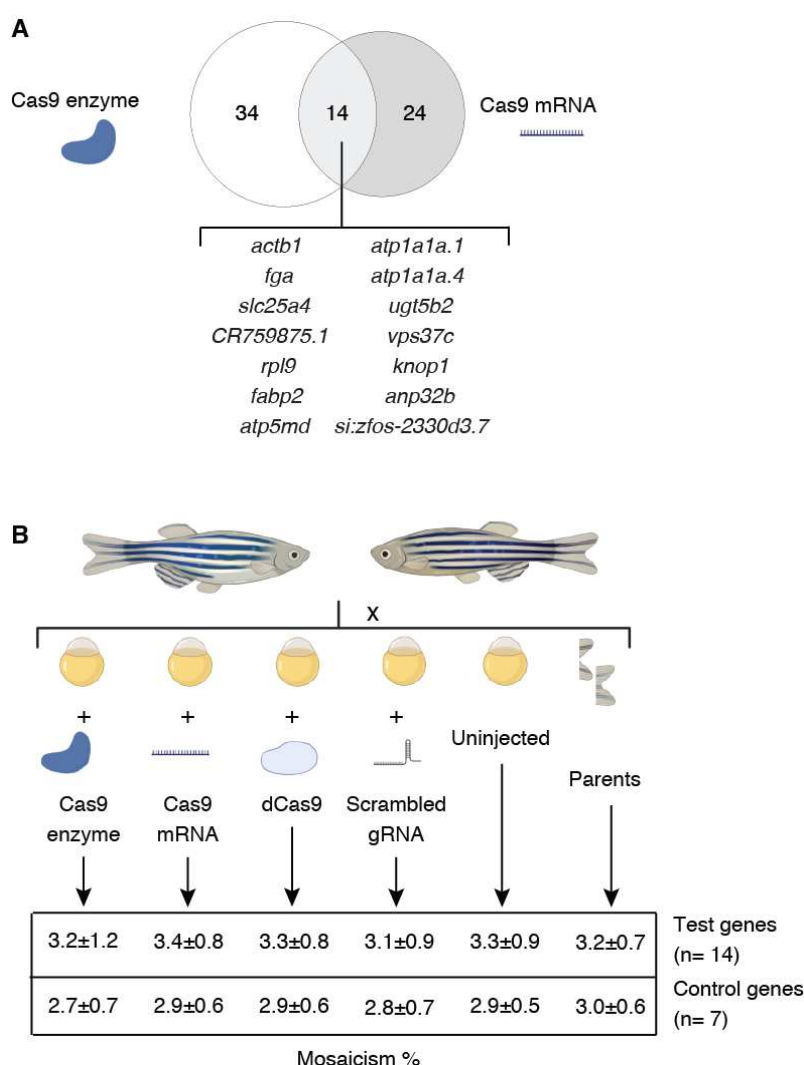 A
Cas9 enzyme
34
14
24
Cas9 mRNA
actb1 atp1a1a.1
fga atp1a1a.4
slc25a4 ugt5b2
CR759875.1 vps37c
rpl9 knop1
fabp2 anp32b
atp5md si:zfos-2330d3.7
B
x
+ + + +
Uninjected
Parents
Cas9 enzyme
Cas9 mRNA
dCas9
Scrambled gRNA
3.2±1.2 3.4±0.8 3.3±0.8 3.1±0.9 3.3±0.9 3.2±0.7
Test genes
(n= 14)
2.7±0.7 2.9±0.6 2.9±0.6 2.8±0.7 2.9±0.5 3.0±0.6
Control genes
(n= 7)
Mosaicism %